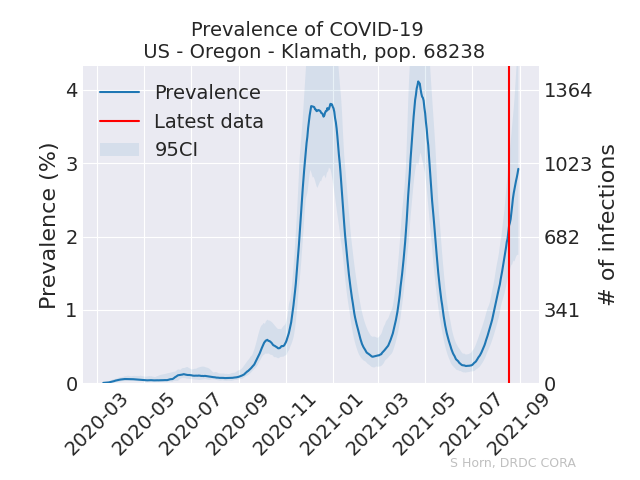 Prevalence of COVID-19
US - Oregon - Klamath, pop. 68238
Prevalence
Latest data
95CI
Prevalence (%)
4
3
2
1
0
1364
1023
682
341
0
# of infections
2020-03
2020-05
2020-07
2020-09
2020-11
2021-01
2021-03
2021-05
2021-07
2021-09
S Horn, DRDC CORA